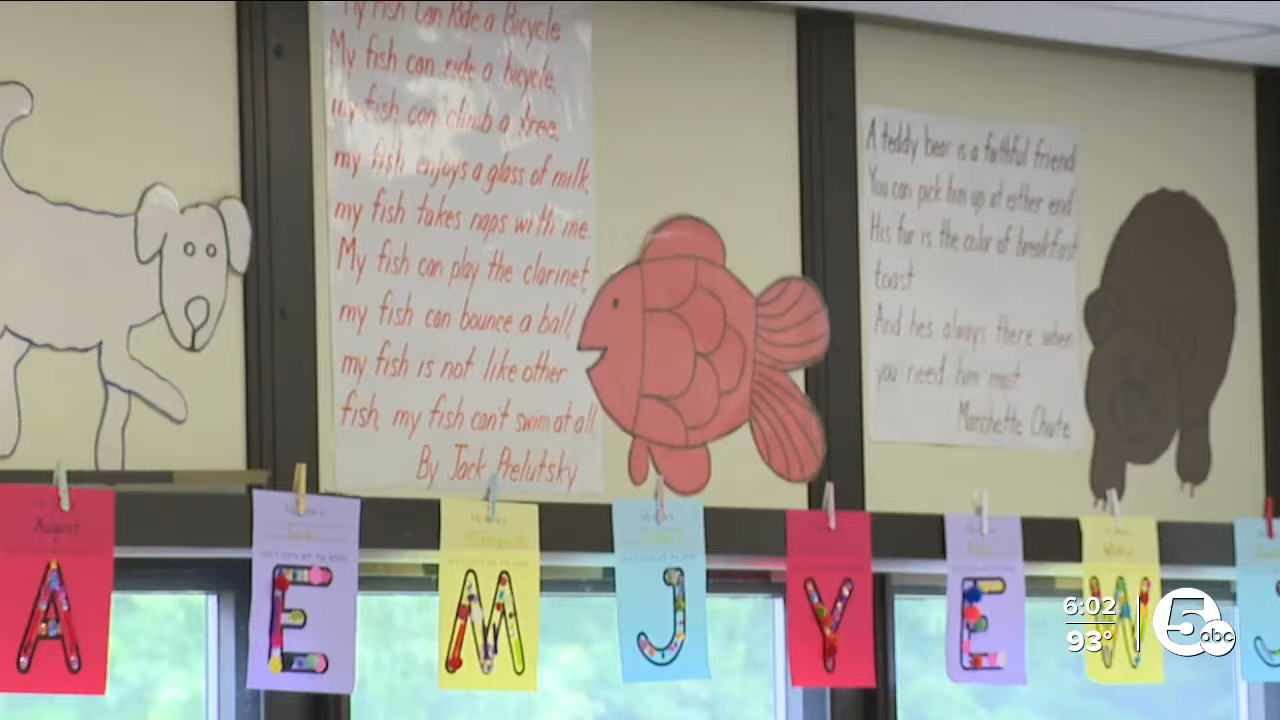 My Fish Can Ride a Bicycle
My fish can ride a bicycle,
my fish can climb a tree,
my fish enjoys a glass of milk,
my fish takes naps with me.
My fish can play the clarinet,
my fish can bounce a ball,
my fish is not like other
fish, my fish can't swim at all.
By Jack Prelutsky
A teddy bear is a faithful friend
You can pick him up at either end
His fur is the color of breakfast
toast
And hes always there when
you need him most
Marchette Chute
August
A
E
M
J
Y
E
W
J
6:02
93°
5
abc